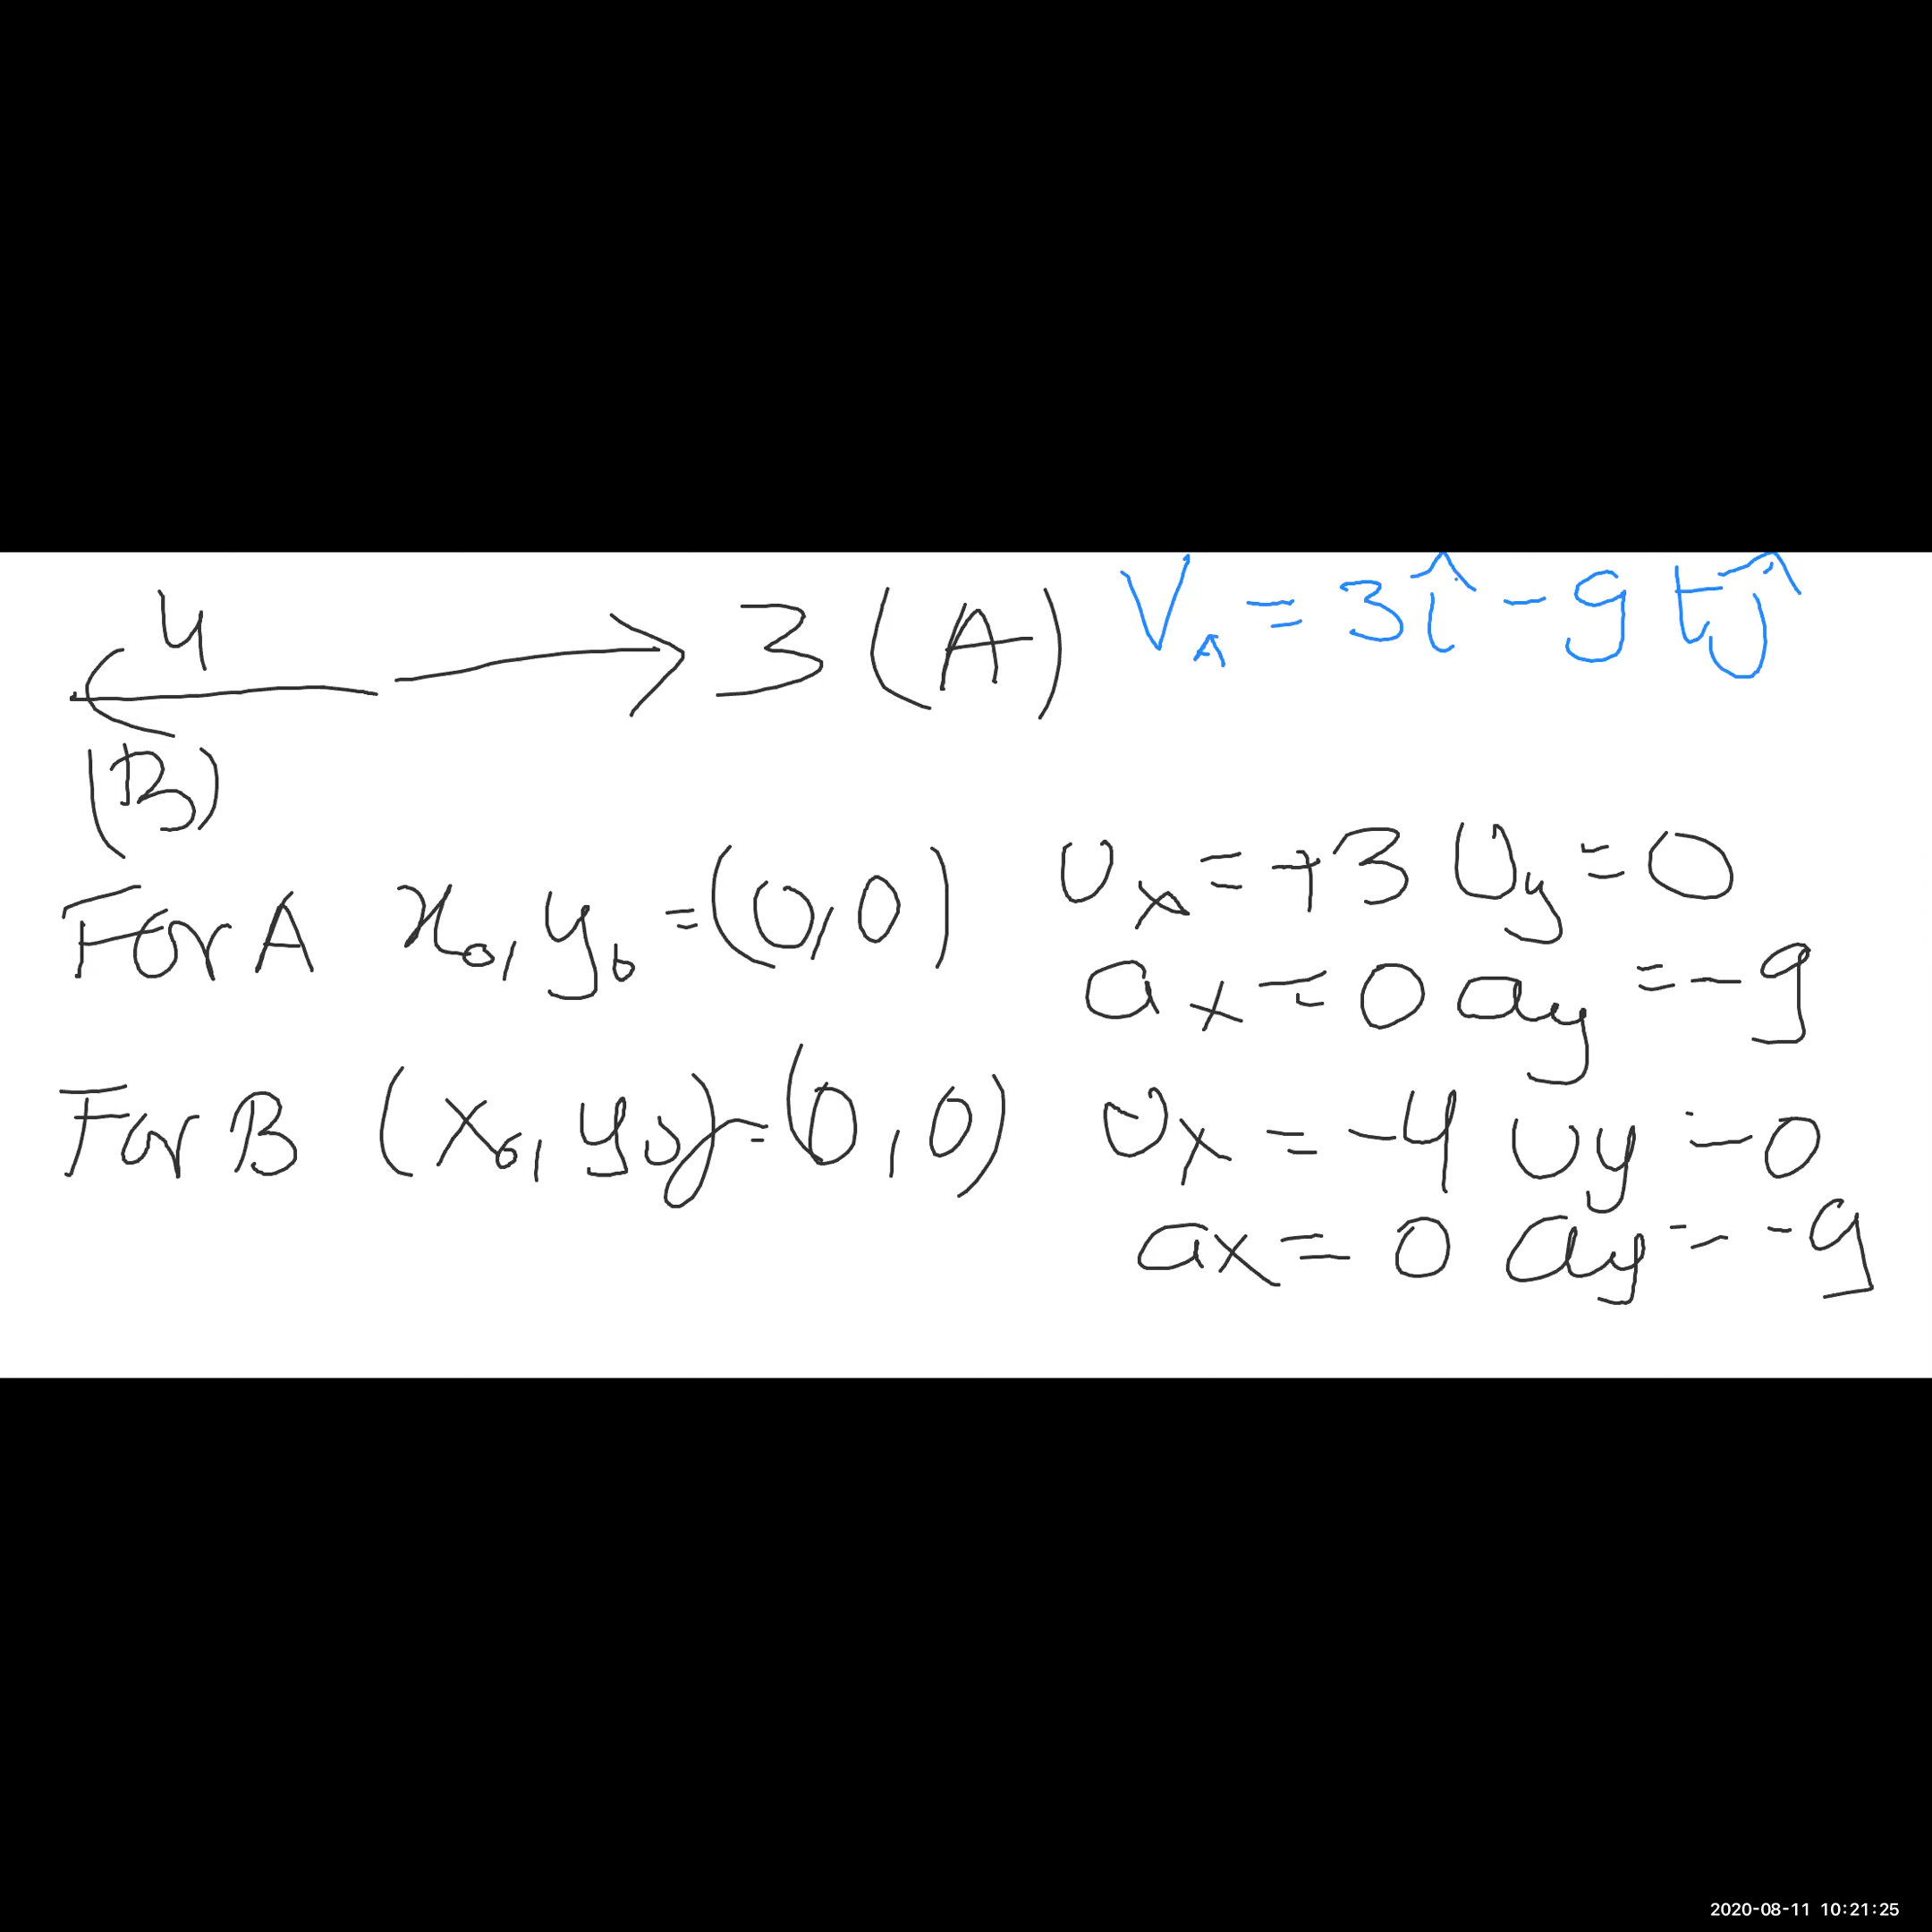 4
3 (A) V_A = 3î - gtĵ
(B)
For A x₀, y₀ = (0,0) u_x = +3 u_y = 0
a_x = 0 a_y = -g
For B (x₀, y₀) = (0,0) u_x = -4 u_y = 0
a_x = 0 a_y = -g
2020-08-11 10:21:25